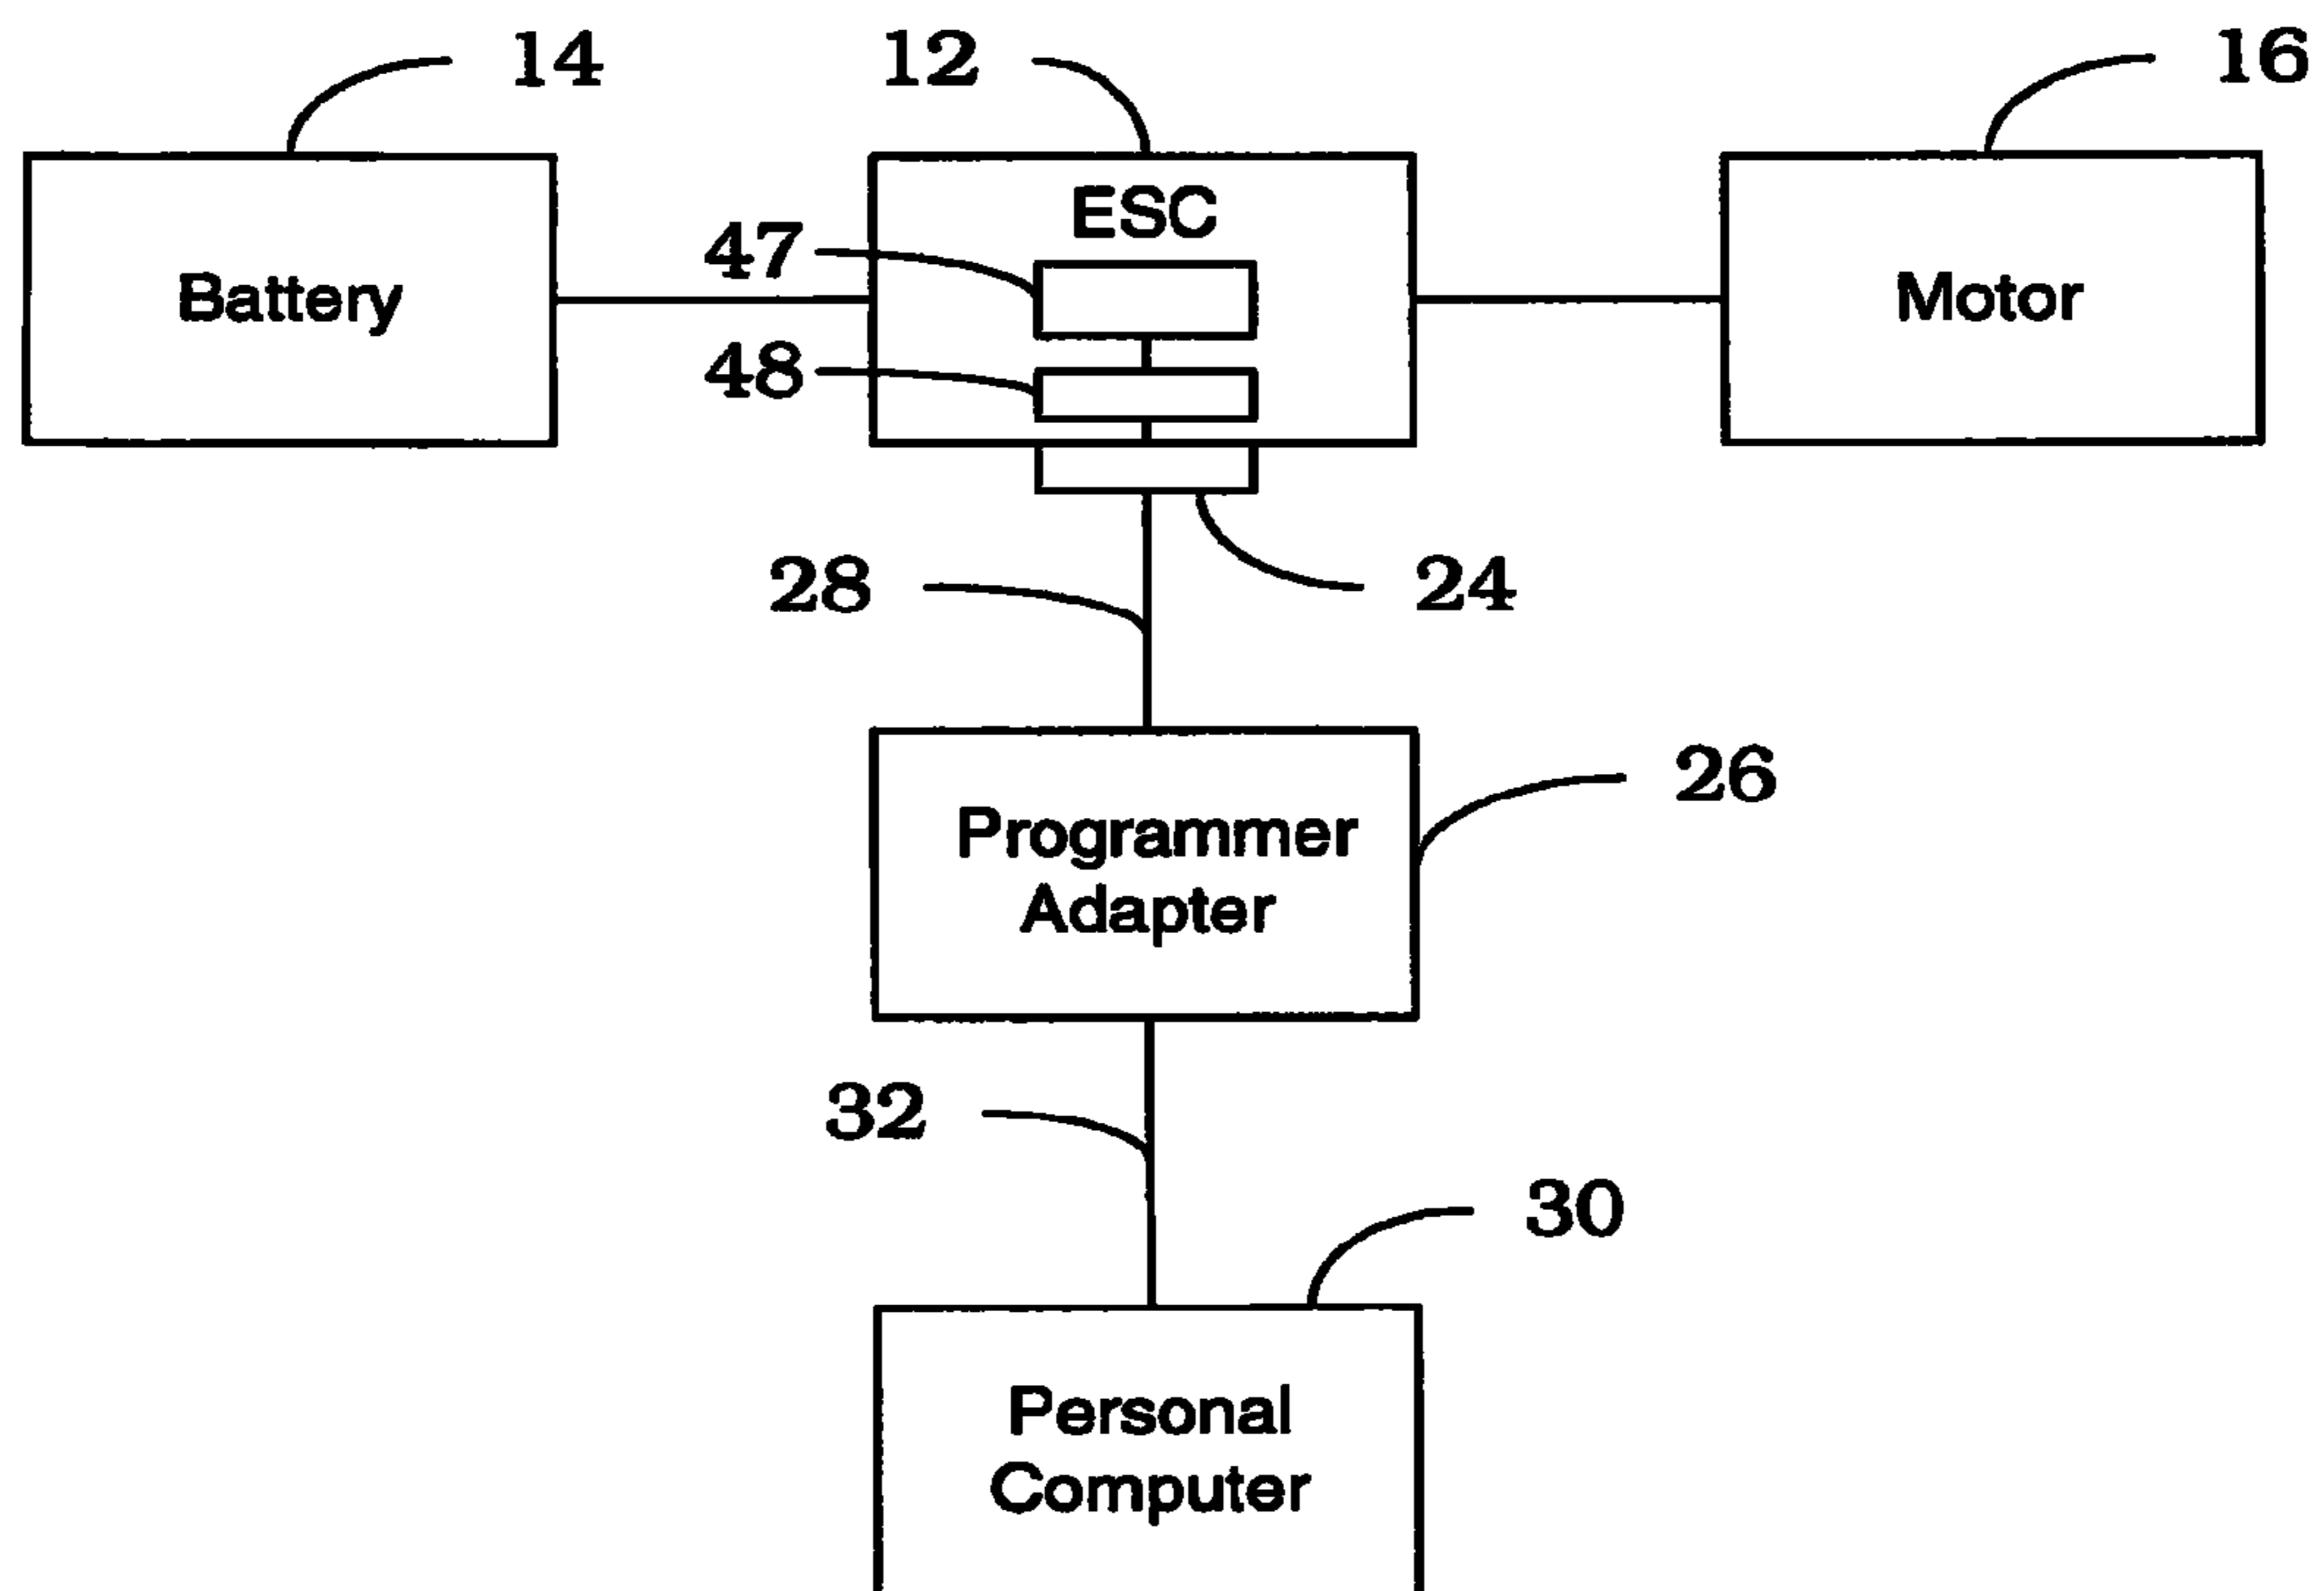 14
12
16
ESC
47
Battery
Motor
48
28
24
26
Programmer
Adapter
32
30
Personal
Computer